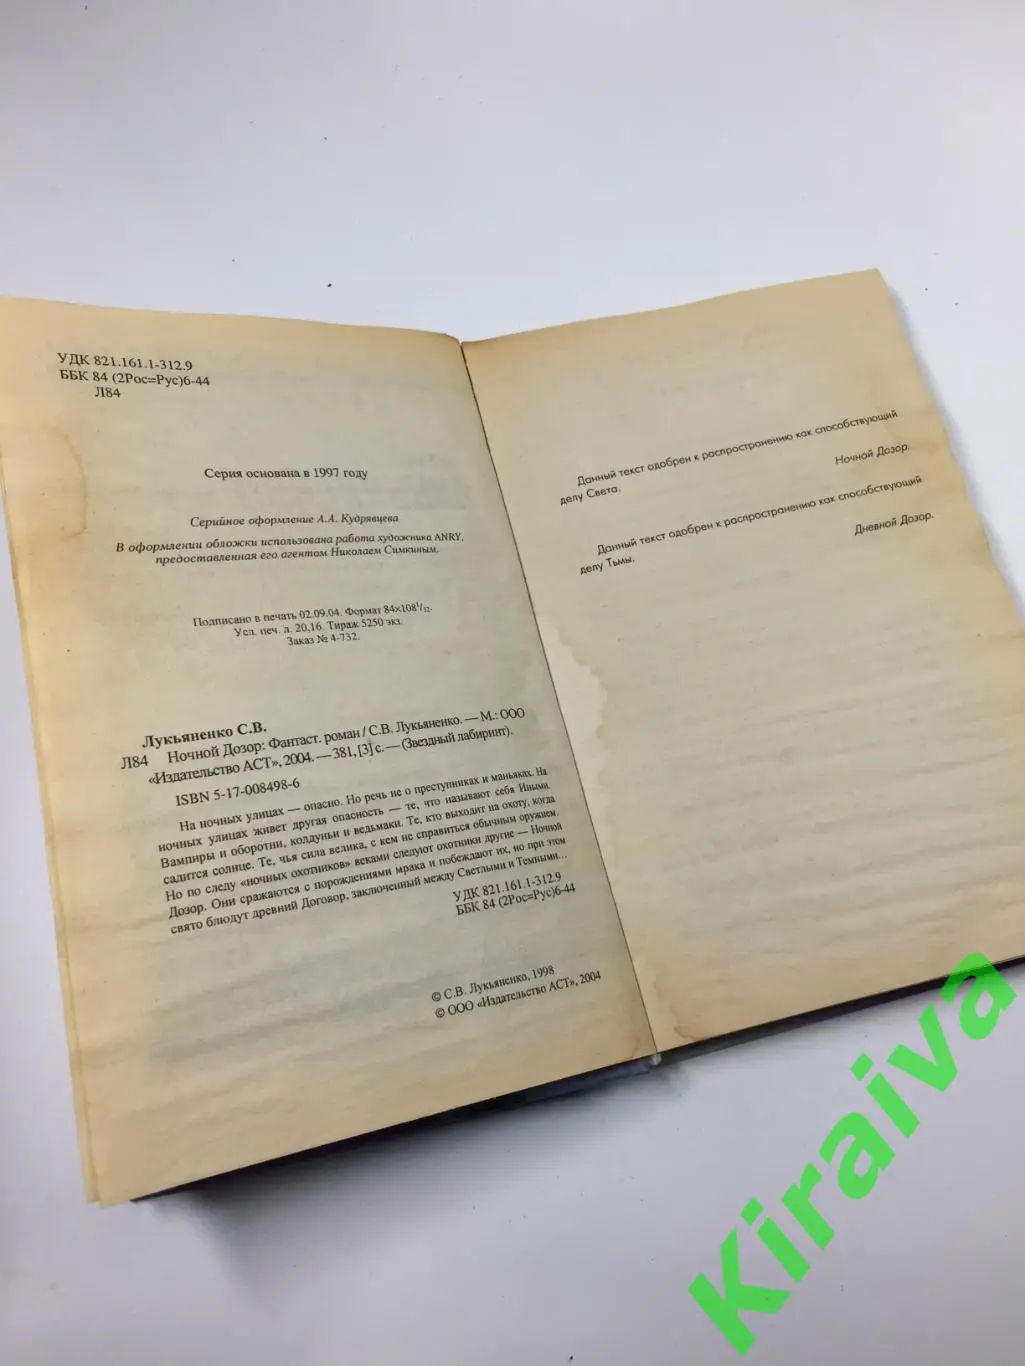 УДК 821.161.1-312.9
ББК 84 (2Рос=Рус)6-44
Л84
Серия основана в 1997 году
Серийное оформление А.А. Кудрявцева
В оформлении обложки использована работа художника ANRY,
предоставленная его агентом Николаем Симкиным.
Подписано в печать 02.09.04. Формат 84×108¹/₃₂.
Усл. печ. л. 20,16. Тираж 5250 экз.
Заказ № 4-732.
Лукьяненко С.В.
Л84 Ночной Дозор: Фантаст. роман / С.В. Лукьяненко. — М.: ООО
«Издательство АСТ», 2004. — 381, [3] с. — (Звездный лабиринт).
ISBN 5-17-008498-6
На ночных улицах — опасно. Но речь не о преступниках и маньяках. На
ночных улицах живет другая опасность — те, что называют себя Иными.
Вампиры и оборотни, колдуньи и ведьмаки. Те, кто выходит на охоту, когда
садится солнце. Те, чья сила велика, с кем не справиться обычным оружием.
Но по следу «ночных охотников» веками следуют охотники другие — Ночной
Дозор. Они сражаются с порождениями мрака и побеждают их, но при этом
свято блюдут древний Договор, заключенный между Светлыми и Темными...
УДК 821.161.1-312.9
ББК 84 (2Рос=Рус)6-44
© С.В. Лукьяненко, 1998
© ООО «Издательство АСТ», 2004
Данный текст одобрен к распространению как способствующий
делу Света.
Ночной Дозор.
Данный текст одобрен к распространению как способствующий
делу Тьмы.
Дневной Дозор.
Kiraiva